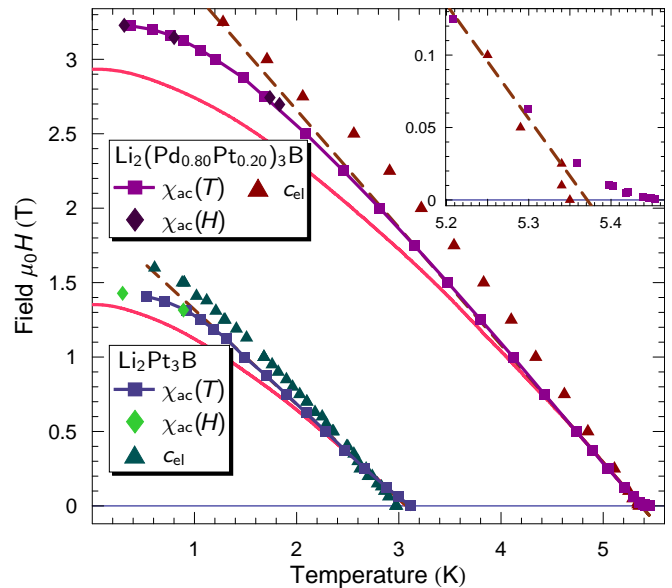 3
2.5
2
1.5
1
0.5
0
Field μ₀H (T)
1
2
3
4
5
Temperature (K)
Li₂(Pd₀.₈₀Pt₀.₂₀)₃B
χac(T)
cel
χac(H)
Li₂Pt₃B
χac(T)
χac(H)
cel
0.1
0.05
0
5.2
5.3
5.4